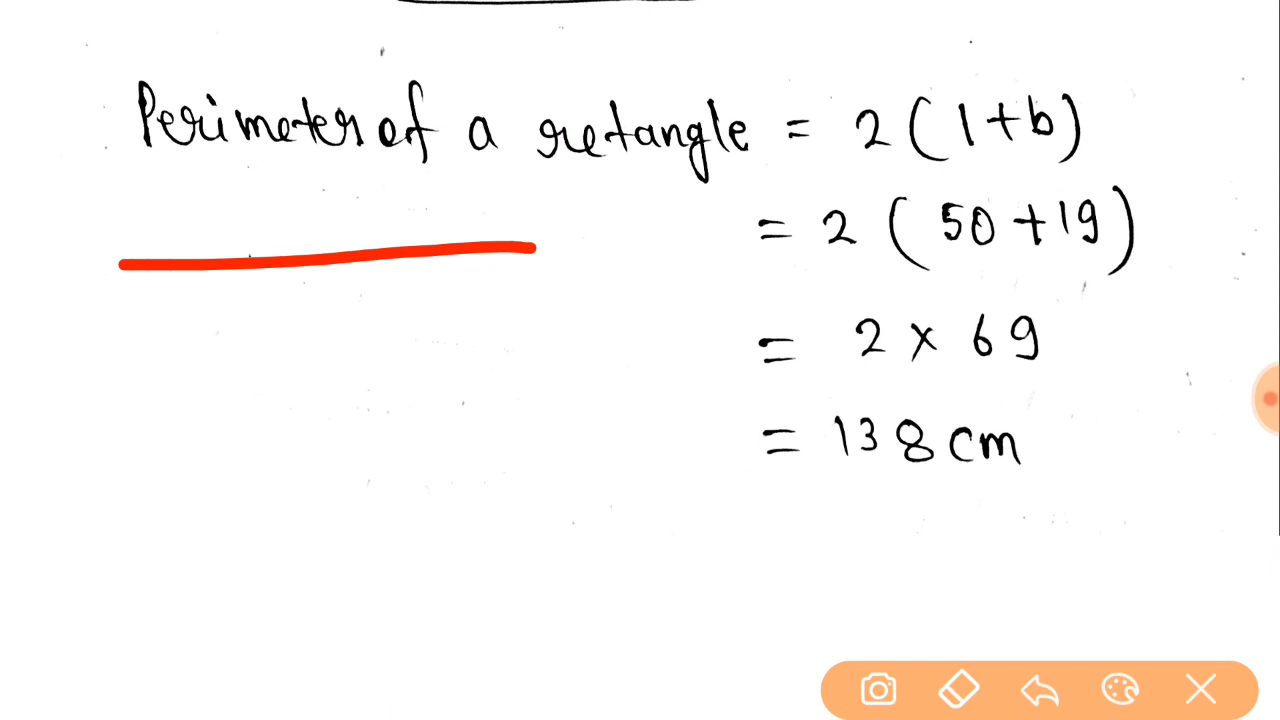 Perimeter of a retangle = 2(l+b)
= 2 ( 50 + 19)
= 2 × 69
= 138 cm